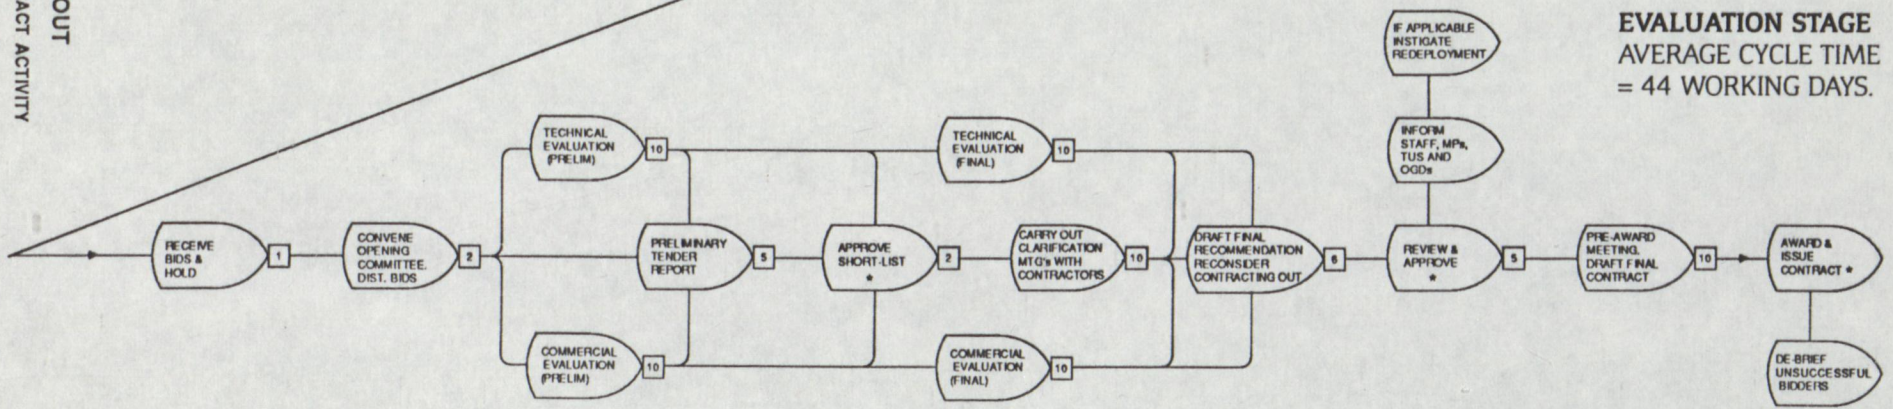 OUT
ACT ACTIVITY
EVALUATION STAGE
AVERAGE CYCLE TIME
= 44 WORKING DAYS.
RECEIVE
BIDS &
HOLD
1
CONVENE
OPENING
COMMITTEE.
DIST. BIDS
2
TECHNICAL
EVALUATION
(PRELIM)
10
COMMERCIAL
EVALUATION
(PRELIM)
10
PRELIMINARY
TENDER
REPORT
5
APPROVE
SHORT-LIST
*
2
TECHNICAL
EVALUATION
(FINAL)
10
CARRY OUT
CLARIFICATION
MTG's WITH
CONTRACTORS
10
COMMERCIAL
EVALUATION
(FINAL)
10
DRAFT FINAL
RECOMMENDATION
RECONSIDER
CONTRACTING OUT
6
IF APPLICABLE
INSTIGATE
REDEPLOYMENT
INFORM
STAFF, MPs,
TUS AND
OGDs
REVIEW &
APPROVE
*
5
PRE-AWARD
MEETING.
DRAFT FINAL
CONTRACT
10
AWARD &
ISSUE
CONTRACT *
DE-BRIEF
UNSUCCESSFUL
BIDDERS